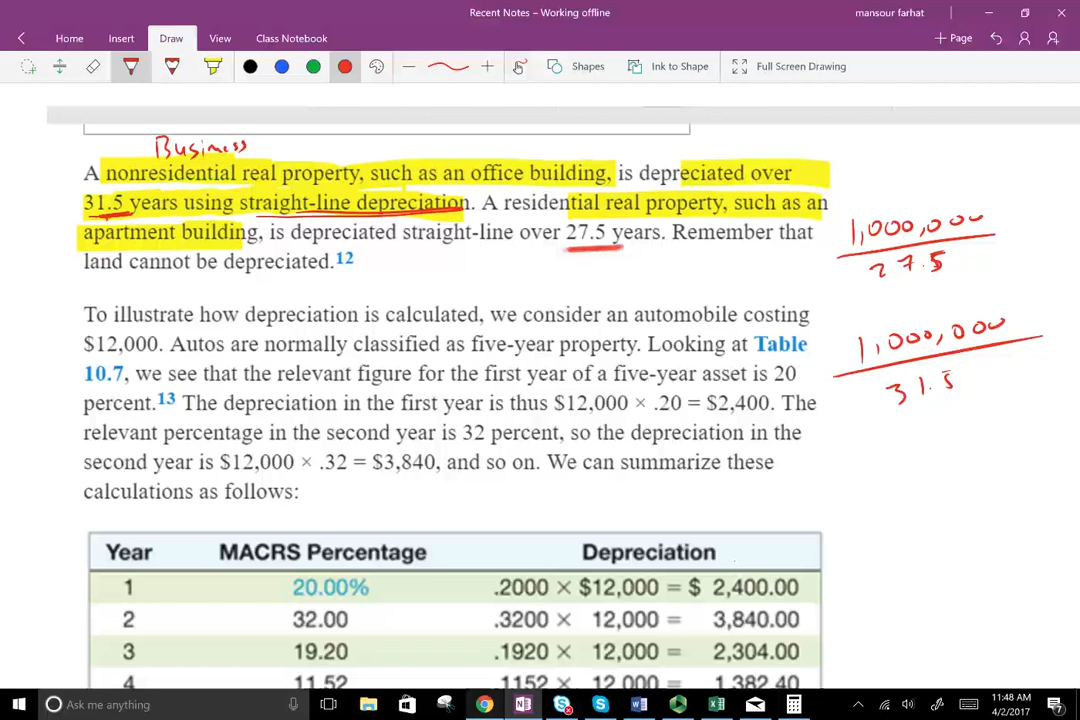 Recent Notes – Working offline
mansour farhat
Home Insert Draw View Class Notebook
Page
Shapes Ink to Shape Full Screen Drawing
Business
A nonresidential real property, such as an office building, is depreciated over
31.5 years using straight-line depreciation. A residential real property, such as an
apartment building, is depreciated straight-line over 27.5 years. Remember that
land cannot be depreciated.12
1,000,000
27.5
1,000,000
31.5
To illustrate how depreciation is calculated, we consider an automobile costing
$12,000. Autos are normally classified as five-year property. Looking at Table
10.7, we see that the relevant figure for the first year of a five-year asset is 20
percent.13 The depreciation in the first year is thus $12,000 × .20 = $2,400. The
relevant percentage in the second year is 32 percent, so the depreciation in the
second year is $12,000 × .32 = $3,840, and so on. We can summarize these
calculations as follows:
Year MACRS Percentage Depreciation
1 20.00% .2000 × $12,000 = $ 2,400.00
2 32.00 .3200 × 12,000 = 3,840.00
3 19.20 .1920 × 12,000 = 2,304.00
4 11.52 .1152 × 12,000 = 1,382.40
Ask me anything
11:48 AM
4/2/2017